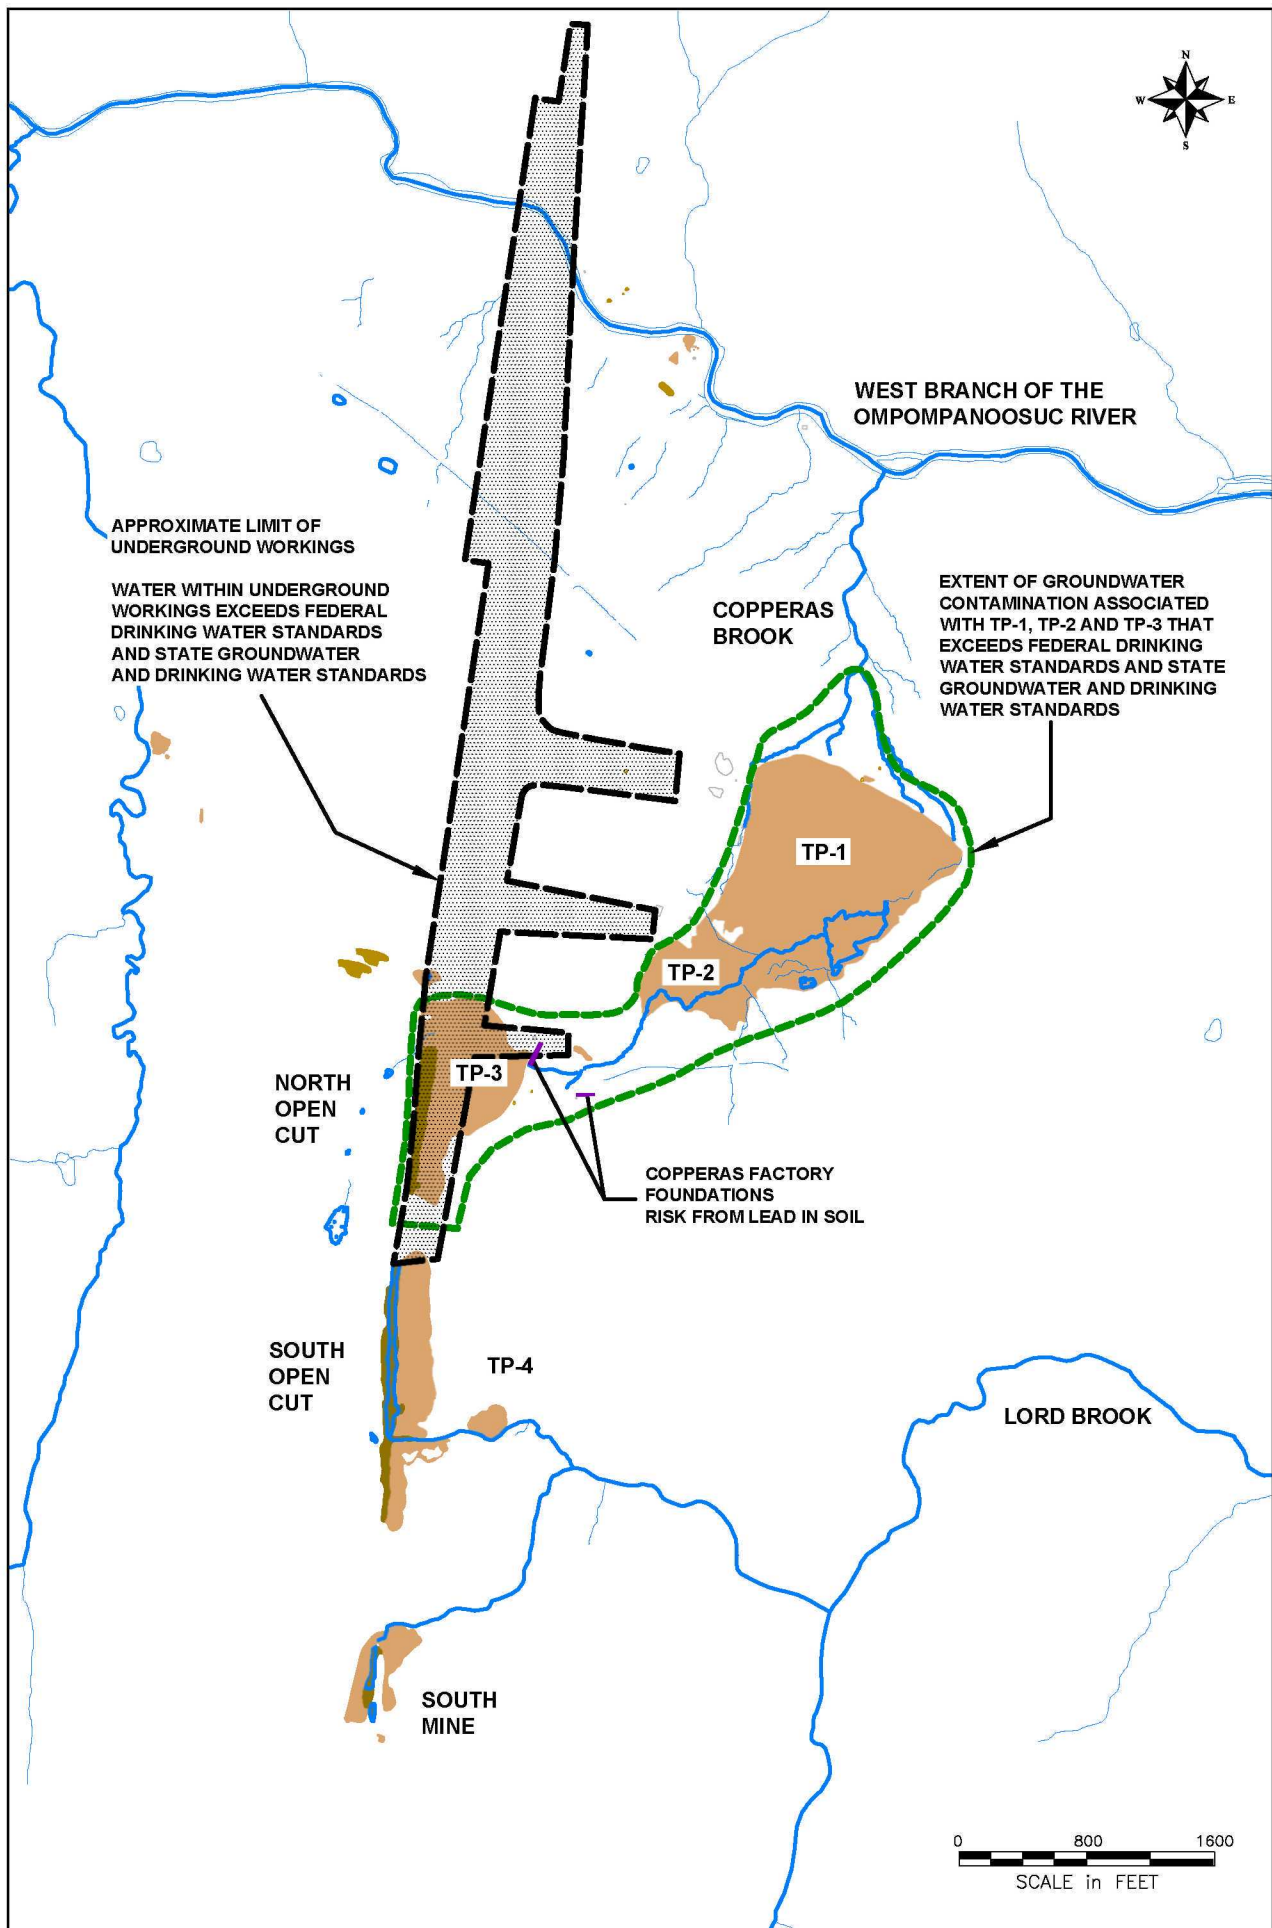 N
W
E
S
WEST BRANCH OF THE
OMPOMPANOOSUC RIVER
APPROXIMATE LIMIT OF
UNDERGROUND WORKINGS
WATER WITHIN UNDERGROUND
WORKINGS EXCEEDS FEDERAL
DRINKING WATER STANDARDS
AND STATE GROUNDWATER
AND DRINKING WATER STANDARDS
COPPERAS
BROOK
EXTENT OF GROUNDWATER
CONTAMINATION ASSOCIATED
WITH TP-1, TP-2 AND TP-3 THAT
EXCEEDS FEDERAL DRINKING
WATER STANDARDS AND STATE
GROUNDWATER AND DRINKING
WATER STANDARDS
TP-1
TP-2
TP-3
NORTH
OPEN
CUT
COPPERAS FACTORY
FOUNDATIONS
RISK FROM LEAD IN SOIL
SOUTH
OPEN
CUT
TP-4
LORD BROOK
SOUTH
MINE
0 800 1600
SCALE in FEET